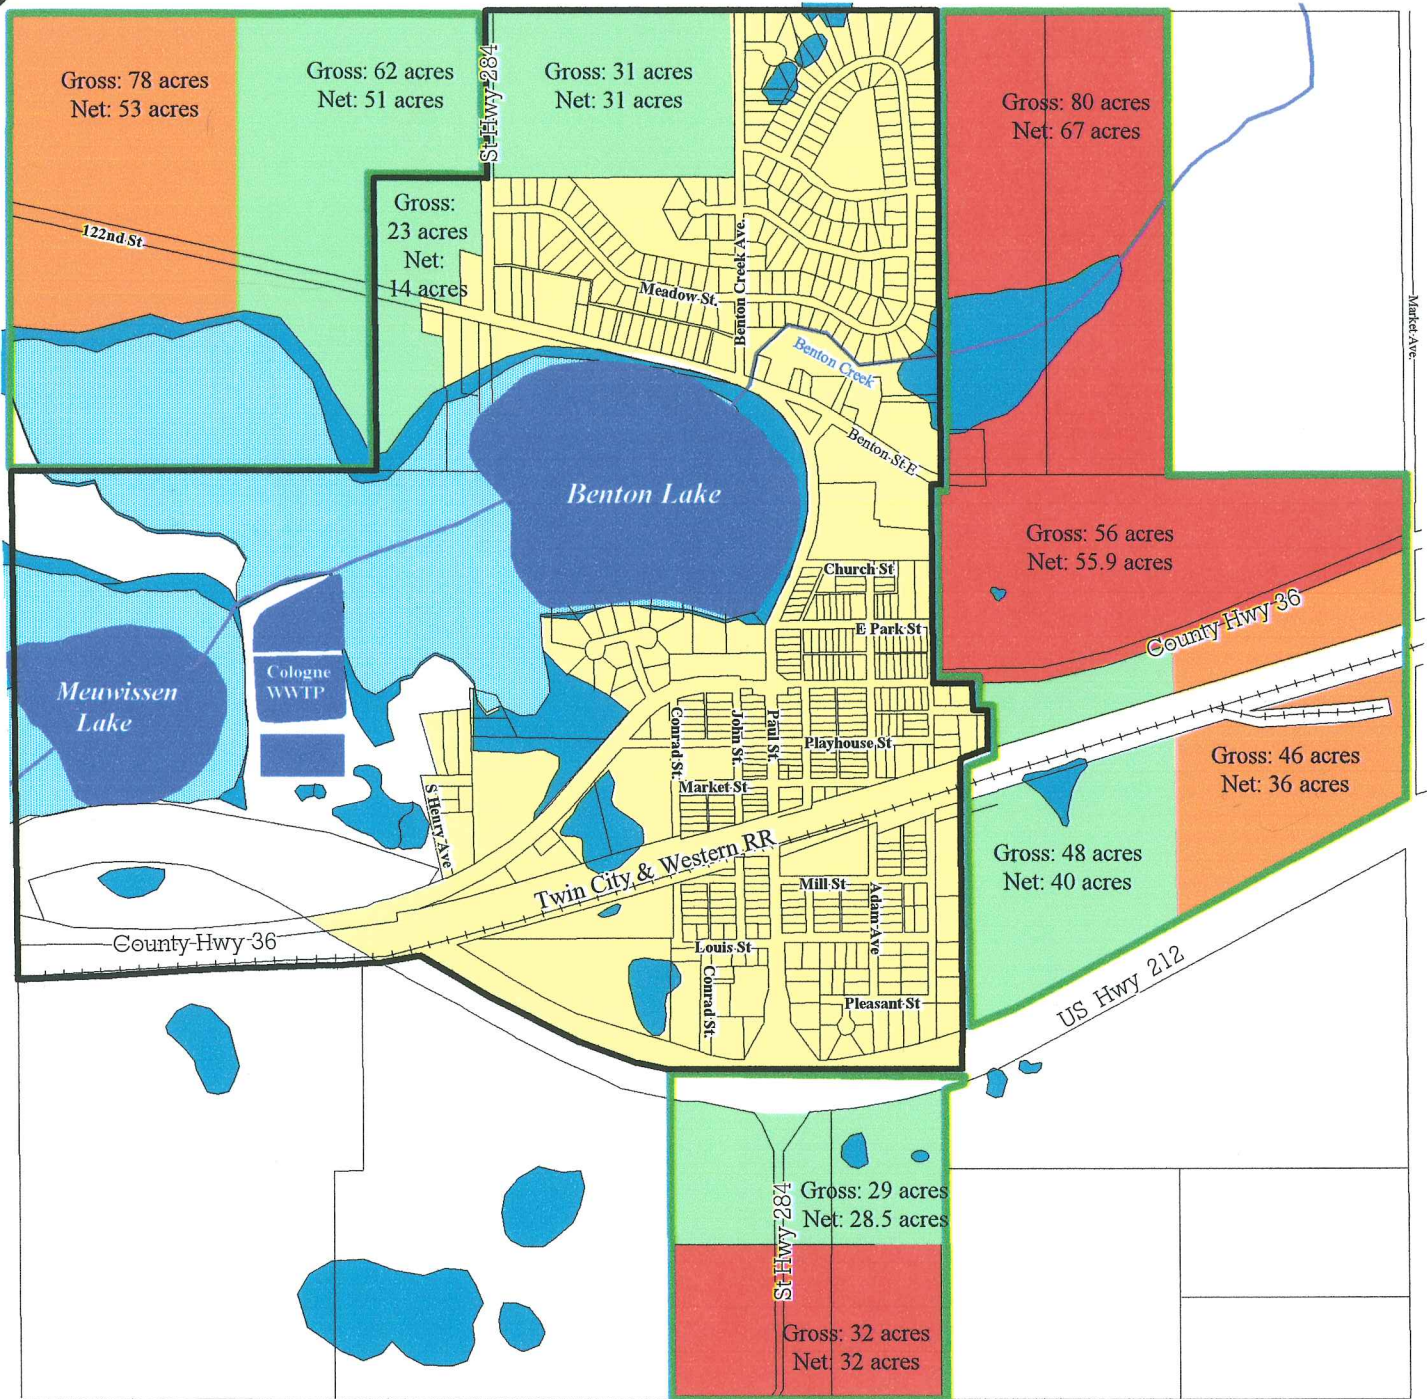 Gross: 78 acres
Net: 53 acres
Gross: 62 acres
Net: 51 acres
St Hwy 284
Gross: 31 acres
Net: 31 acres
Gross: 80 acres
Net: 67 acres
122nd St
Gross:
23 acres
Net:
14 acres
Meadow St.
Benton Creek Ave.
Benton Creek
Market Ave.
Benton St E
Benton Lake
Gross: 56 acres
Net: 55.9 acres
Church St
E Park St
County Hwy 36
Meuwissen
Lake
Cologne
WWTP
Conrad St.
John St.
Paul St.
Playhouse St
Market St
S Henry Ave
Gross: 46 acres
Net: 36 acres
Twin City & Western RR
Gross: 48 acres
Net: 40 acres
Mill St
Adam Ave
County Hwy 36
Louis St
Conrad St.
Pleasant St
US Hwy 212
St Hwy 284
Gross: 29 acres
Net: 28.5 acres
Gross: 32 acres
Net: 32 acres